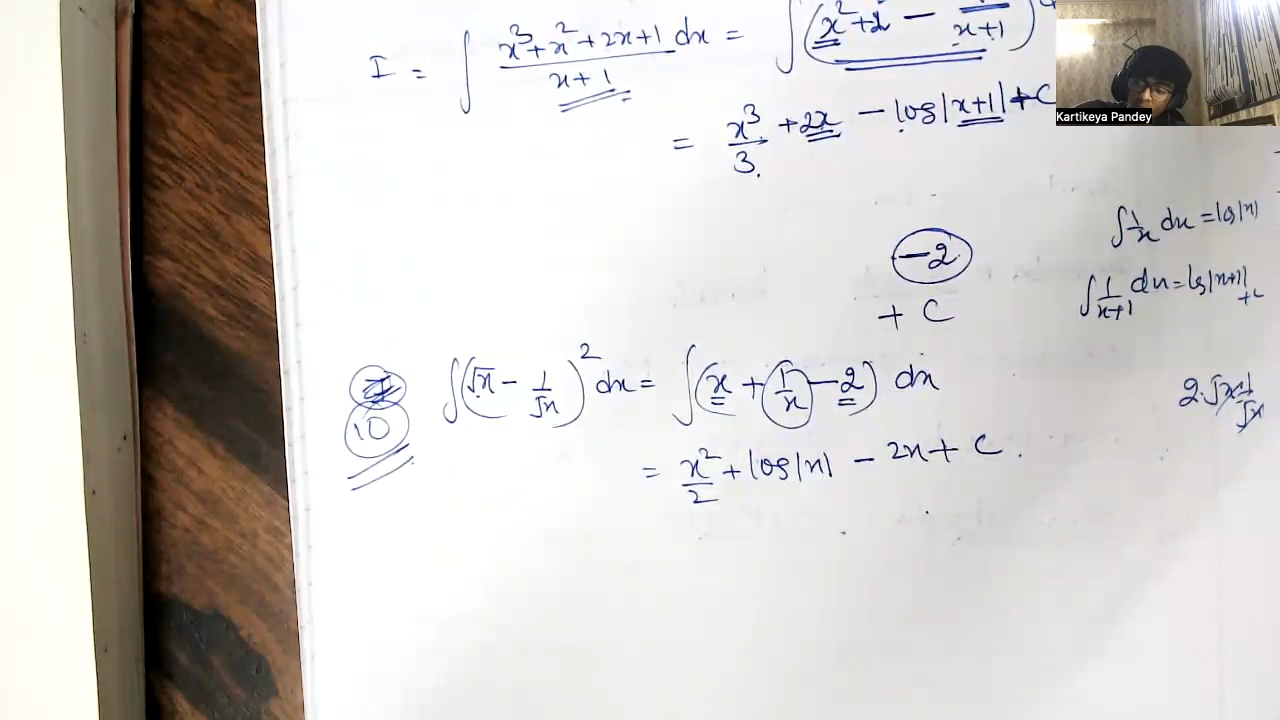 I = ∫ (x³+x²+2x+1)/(x+1) dx = ∫(x²+2 - 1/(x+1)) d
= x³/3 +2x - log|x+1| + C
Kartikeya Pandey
∫1/x dx = log|x|
-2
∫1/(x+1) dx = log|x+1| + c
+ C
10 ∫(√x - 1/√x)² dx = ∫(x + 1/x - 2) dx
2·√x·1/√x
= x²/2 + log|x| - 2x + C.